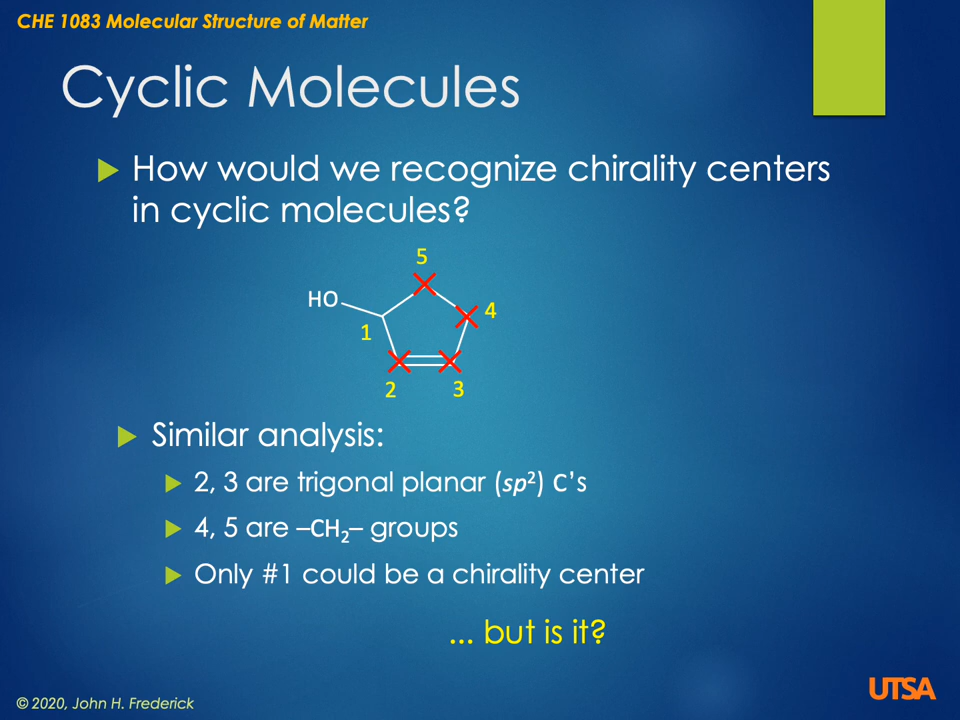 CHE 1083 Molecular Structure of Matter
Cyclic Molecules
How would we recognize chirality centers
in cyclic molecules?
5
HO
4
1
2
3
Similar analysis:
2, 3 are trigonal planar (sp²) C’s
4, 5 are –CH₂– groups
Only #1 could be a chirality center
... but is it?
UTSA
© 2020, John H. Frederick